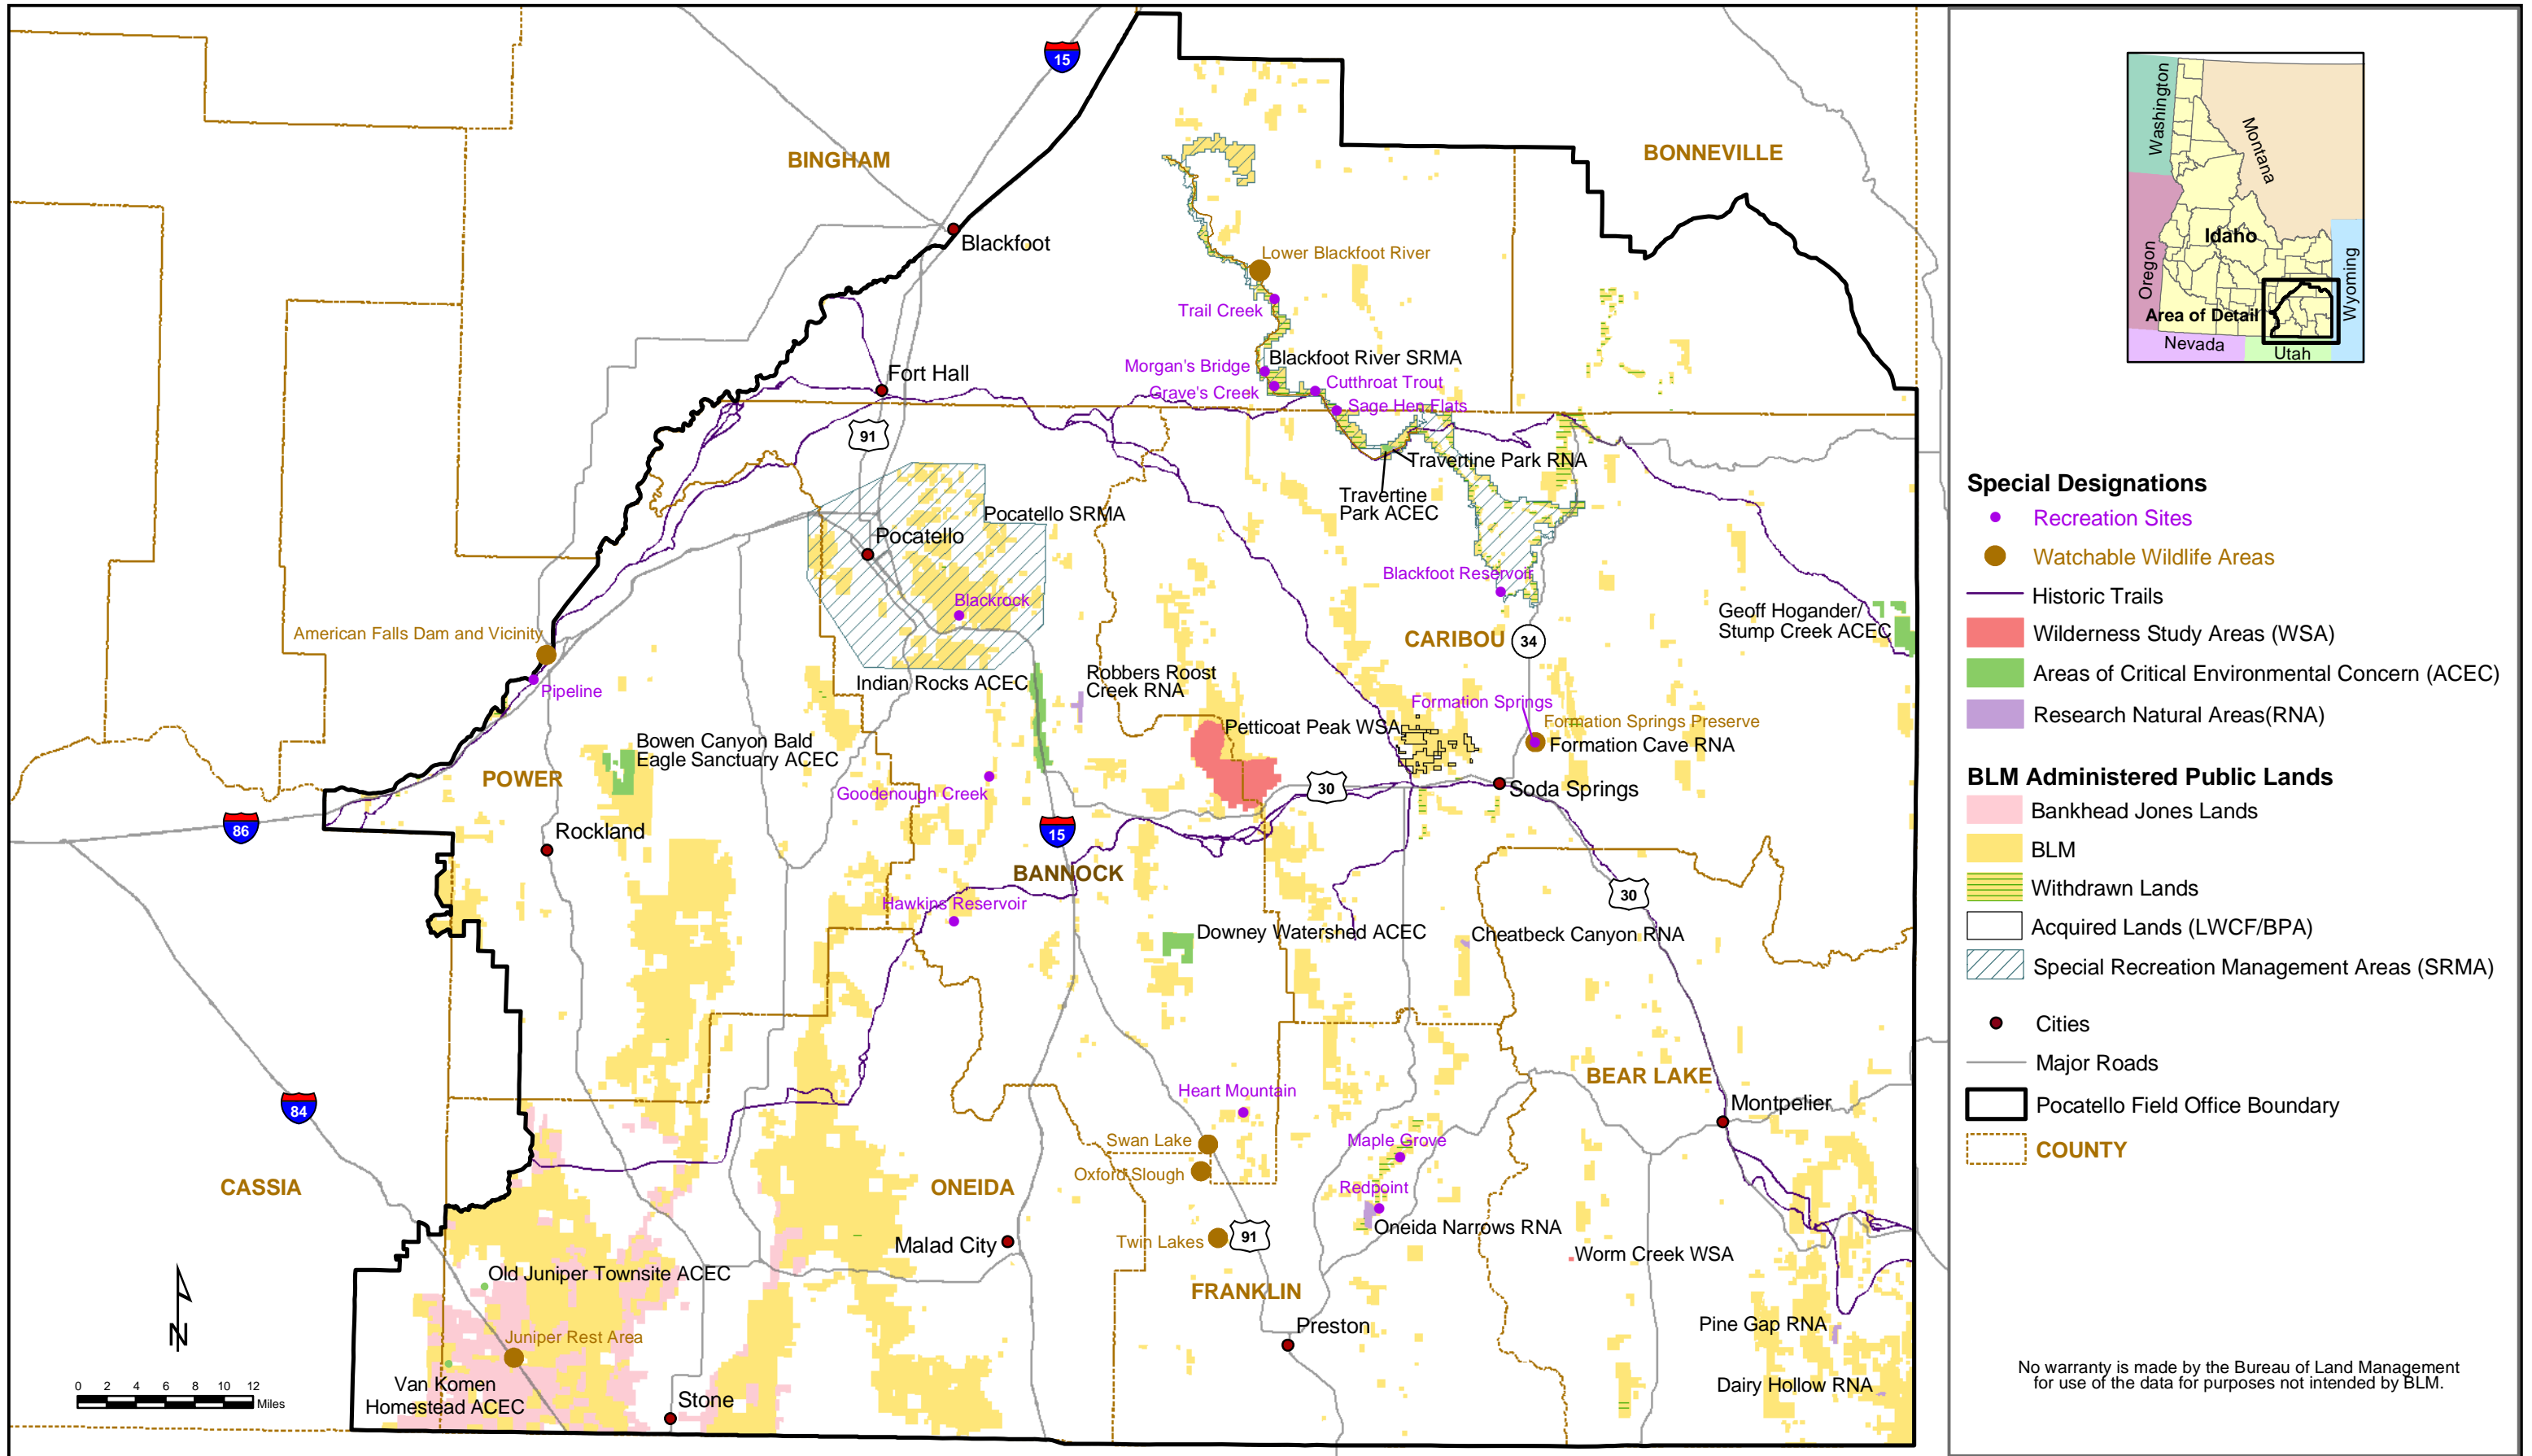 15
BINGHAM
BONNEVILLE
Blackfoot
Lower Blackfoot River
Trail Creek
Blackfoot River SRMA
Morgan's Bridge
Cutthroat Trout
Grave's Creek
Sage Hen Flats
Fort Hall
91
Travertine Park RNA
Travertine
Park ACEC
Pocatello SRMA
Pocatello
Blackrock
Blackfoot Reservoir
Geoff Hogander/
Stump Creek ACEC
CARIBOU
34
American Falls Dam and Vicinity
Pipeline
Indian Rocks ACEC
Robbers Roost
Creek RNA
Formation Springs
Formation Springs Preserve
Formation Cave RNA
Petticoat Peak WSA
Bowen Canyon Bald
Eagle Sanctuary ACEC
POWER
Goodenough Creek
30
Soda Springs
86
Rockland
15
BANNOCK
30
Hawkins Reservoir
Downey Watershed ACEC
Cheatbeck Canyon RNA
BEAR LAKE
Heart Mountain
Montpelier
84
Swan Lake
Maple Grove
Oxford Slough
CASSIA
ONEIDA
Redpoint
Oneida Narrows RNA
Malad City
Twin Lakes
91
Worm Creek WSA
Old Juniper Townsite ACEC
FRANKLIN
Preston
Pine Gap RNA
Juniper Rest Area
Van Komen
Homestead ACEC
Stone
Dairy Hollow RNA
N
0 2 4 6 8 10 12
Miles
Washington
Montana
Oregon
Idaho
Wyoming
Area of Detail
Nevada
Utah
Special Designations
Recreation Sites
Watchable Wildlife Areas
Historic Trails
Wilderness Study Areas (WSA)
Areas of Critical Environmental Concern (ACEC)
Research Natural Areas(RNA)
BLM Administered Public Lands
Bankhead Jones Lands
BLM
Withdrawn Lands
Acquired Lands (LWCF/BPA)
Special Recreation Management Areas (SRMA)
Cities
Major Roads
Pocatello Field Office Boundary
COUNTY
No warranty is made by the Bureau of Land Management
for use of the data for purposes not intended by BLM.